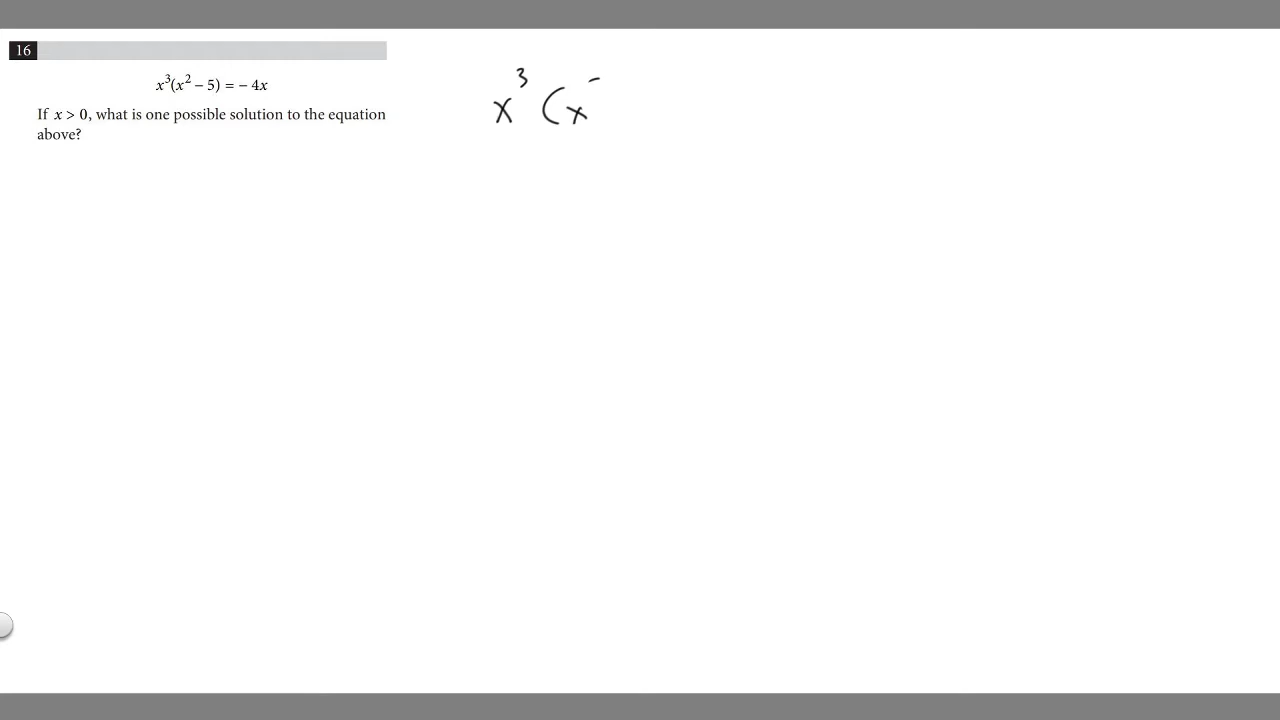 16
x³(x² – 5) = – 4x
If x > 0, what is one possible solution to the equation
above?
x³ (x